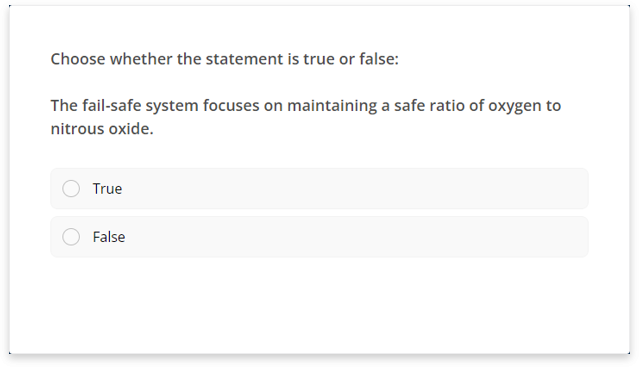 Choose whether the statement is true or false:
The fail-safe system focuses on maintaining a safe ratio of oxygen to
nitrous oxide.
True
False